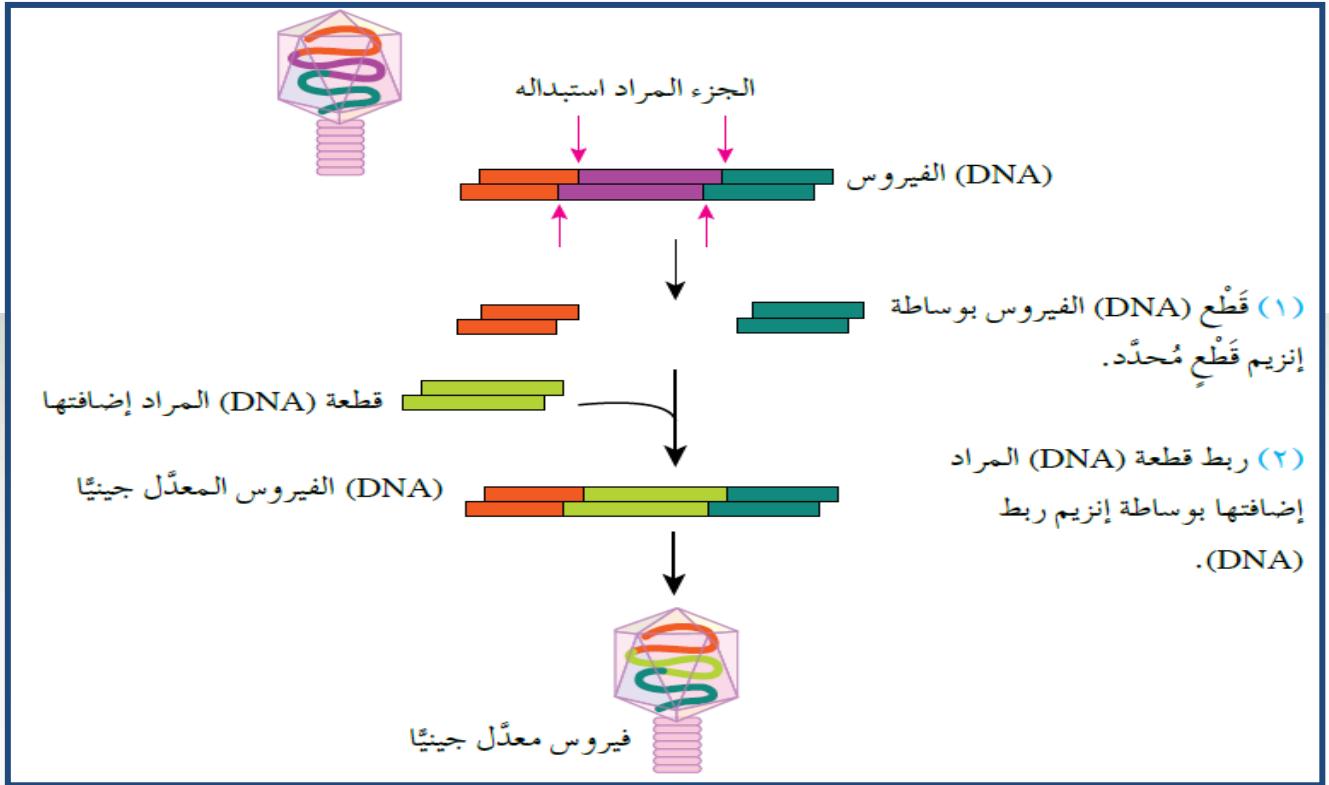 الجزء المراد استبداله
(DNA) الفيروس
(١) قَطْع (DNA) الفيروس بوساطة
إنزيم قَطْعٍ مُحدَّد.
قطعة (DNA) المراد إضافتها
(٢) ربط قطعة (DNA) المراد
إضافتها بوساطة إنزيم ربط
(DNA).
(DNA) الفيروس المعدَّل جينيًّا
فيروس معدَّل جينيًّا